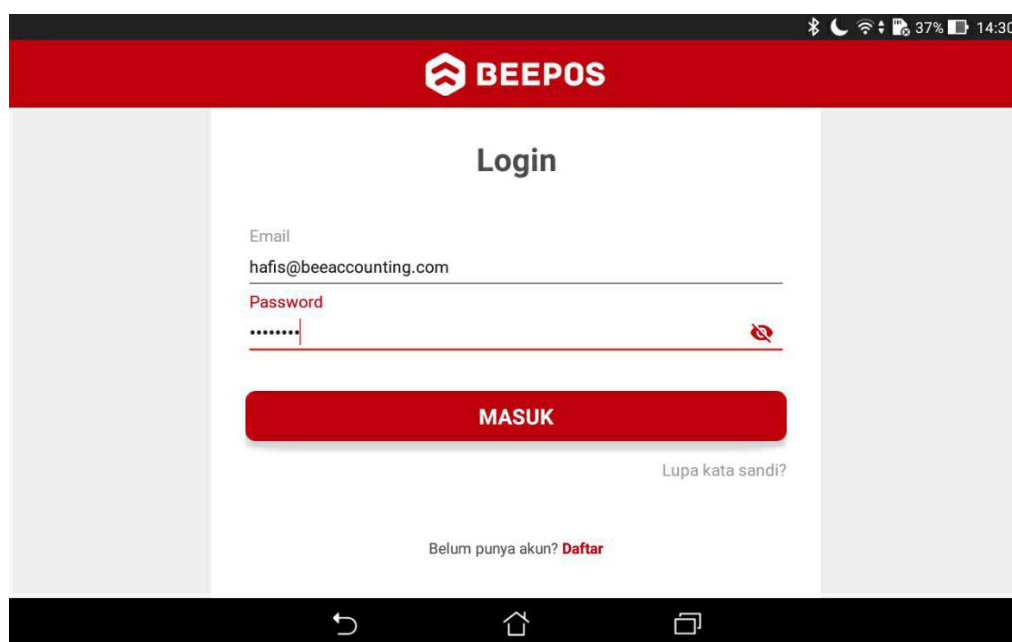 37% 14:30
BEEPOS
Login
Email
hafis@beeaccounting.com
Password
••••••••
MASUK
Lupa kata sandi?
Belum punya akun? Daftar